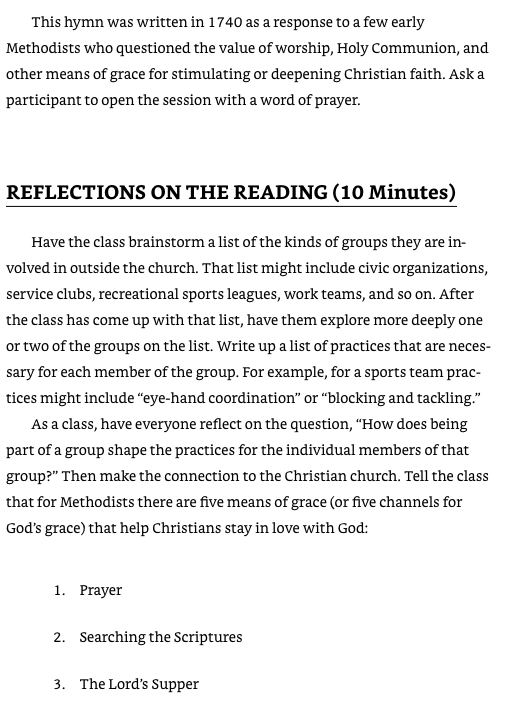 This hymn was written in 1740 as a response to a few early
Methodists who questioned the value of worship, Holy Communion, and
other means of grace for stimulating or deepening Christian faith. Ask a
participant to open the session with a word of prayer.
REFLECTIONS ON THE READING (10 Minutes)
Have the class brainstorm a list of the kinds of groups they are in-
volved in outside the church. That list might include civic organizations,
service clubs, recreational sports leagues, work teams, and so on. After
the class has come up with that list, have them explore more deeply one
or two of the groups on the list. Write up a list of practices that are neces-
sary for each member of the group. For example, for a sports team prac-
tices might include “eye-hand coordination” or “blocking and tackling.”
As a class, have everyone reflect on the question, “How does being
part of a group shape the practices for the individual members of that
group?” Then make the connection to the Christian church. Tell the class
that for Methodists there are five means of grace (or five channels for
God’s grace) that help Christians stay in love with God:
1. Prayer
2. Searching the Scriptures
3. The Lord’s Supper